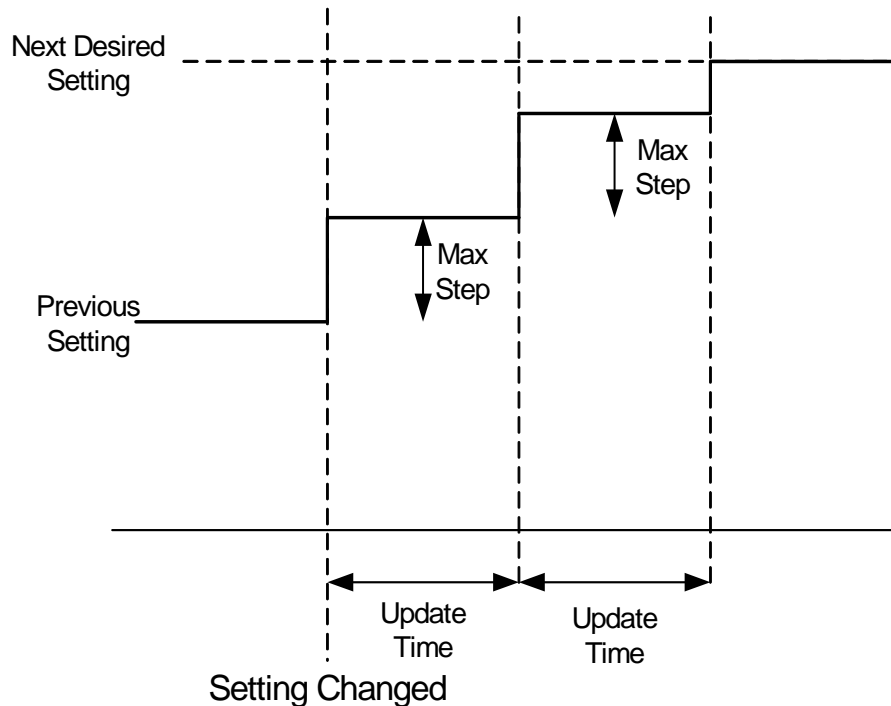 Next Desired
Setting
Max
Step
Max
Step
Previous
Setting
Update
Time
Update
Time
Setting Changed